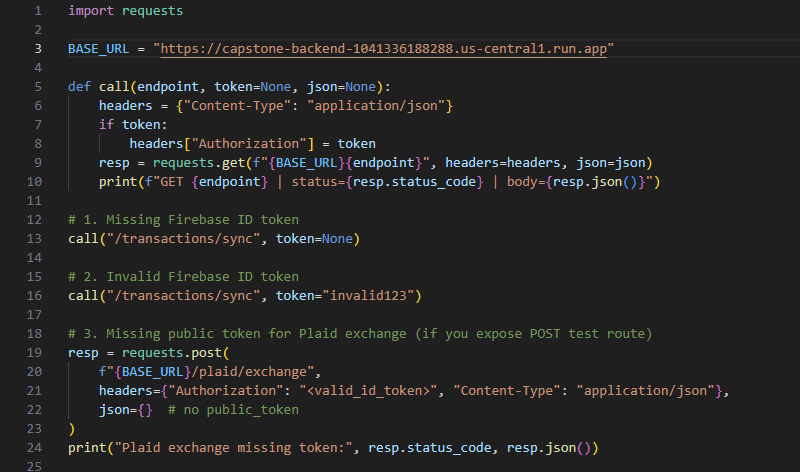 1 import requests
2
3 BASE_URL = "https://capstone-backend-1041336188288.us-central1.run.app"
4
5 def call(endpoint, token=None, json=None):
6     headers = {"Content-Type": "application/json"}
7     if token:
8         headers["Authorization"] = token
9     resp = requests.get(f"{BASE_URL}{endpoint}", headers=headers, json=json)
10     print(f"GET {endpoint} | status={resp.status_code} | body={resp.json()}")
11
12 # 1. Missing Firebase ID token
13 call("/transactions/sync", token=None)
14
15 # 2. Invalid Firebase ID token
16 call("/transactions/sync", token="invalid123")
17
18 # 3. Missing public token for Plaid exchange (if you expose POST test route)
19 resp = requests.post(
20     f"{BASE_URL}/plaid/exchange",
21     headers={"Authorization": "<valid_id_token>", "Content-Type": "application/json"},
22     json={}  # no public_token
23 )
24 print("Plaid exchange missing token:", resp.status_code, resp.json())
25